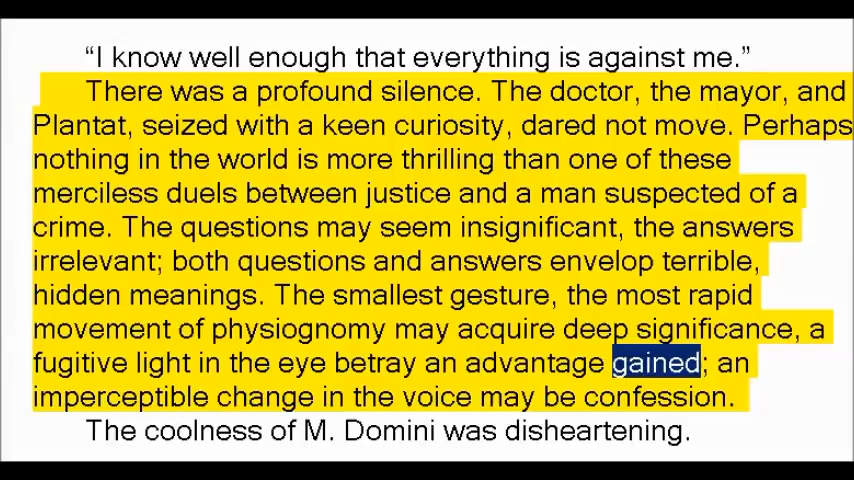 “I know well enough that everything is against me.”
There was a profound silence. The doctor, the mayor, and
Plantat, seized with a keen curiosity, dared not move. Perhaps
nothing in the world is more thrilling than one of these
merciless duels between justice and a man suspected of a
crime. The questions may seem insignificant, the answers
irrelevant; both questions and answers envelop terrible,
hidden meanings. The smallest gesture, the most rapid
movement of physiognomy may acquire deep significance, a
fugitive light in the eye betray an advantage gained; an
imperceptible change in the voice may be confession.
The coolness of M. Domini was disheartening.